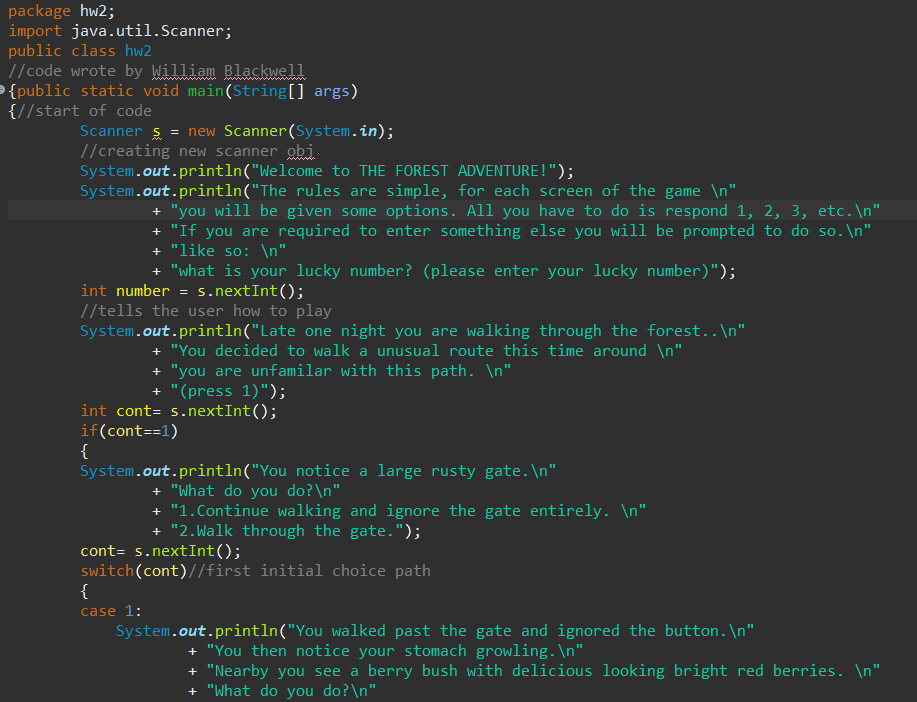 package hw2;
import java.util.Scanner;
public class hw2
//code wrote by William Blackwell
{public static void main(String[] args)
{//start of code
Scanner s = new Scanner(System.in);
//creating new scanner obj
System.out.println("Welcome to THE FOREST ADVENTURE!");
System.out.println("The rules are simple, for each screen of the game \n"
+ "you will be given some options. All you have to do is respond 1, 2, 3, etc.\n"
+ "If you are required to enter something else you will be prompted to do so.\n"
+ "like so: \n"
+ "what is your lucky number? (please enter your lucky number)");
int number = s.nextInt();
//tells the user how to play
System.out.println("Late one night you are walking through the forest..\n"
+ "You decided to walk a unusual route this time around \n"
+ "you are unfamilar with this path. \n"
+ "(press 1)");
int cont= s.nextInt();
if(cont==1)
{
System.out.println("You notice a large rusty gate.\n"
+ "What do you do?\n"
+ "1.Continue walking and ignore the gate entirely. \n"
+ "2.Walk through the gate.");
cont= s.nextInt();
switch(cont)//first initial choice path
{
case 1:
System.out.println("You walked past the gate and ignored the button.\n"
+ "You then notice your stomach growling.\n"
+ "Nearby you see a berry bush with delicious looking bright red berries. \n"
+ "What do you do?\n"